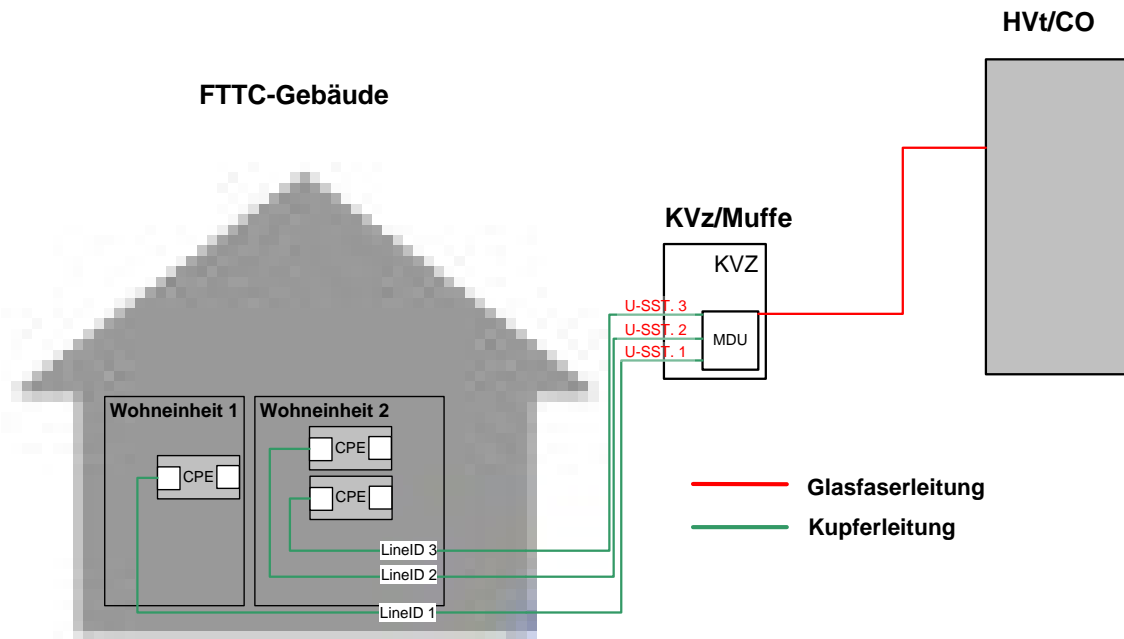 HVt/CO
FTTC-Gebäude
KVz/Muffe
KVZ
U-SST. 3
U-SST. 2
U-SST. 1
MDU
Wohneinheit 1
Wohneinheit 2
CPE
CPE
CPE
LineID 3
LineID 2
LineID 1
Glasfaserleitung
Kupferleitung